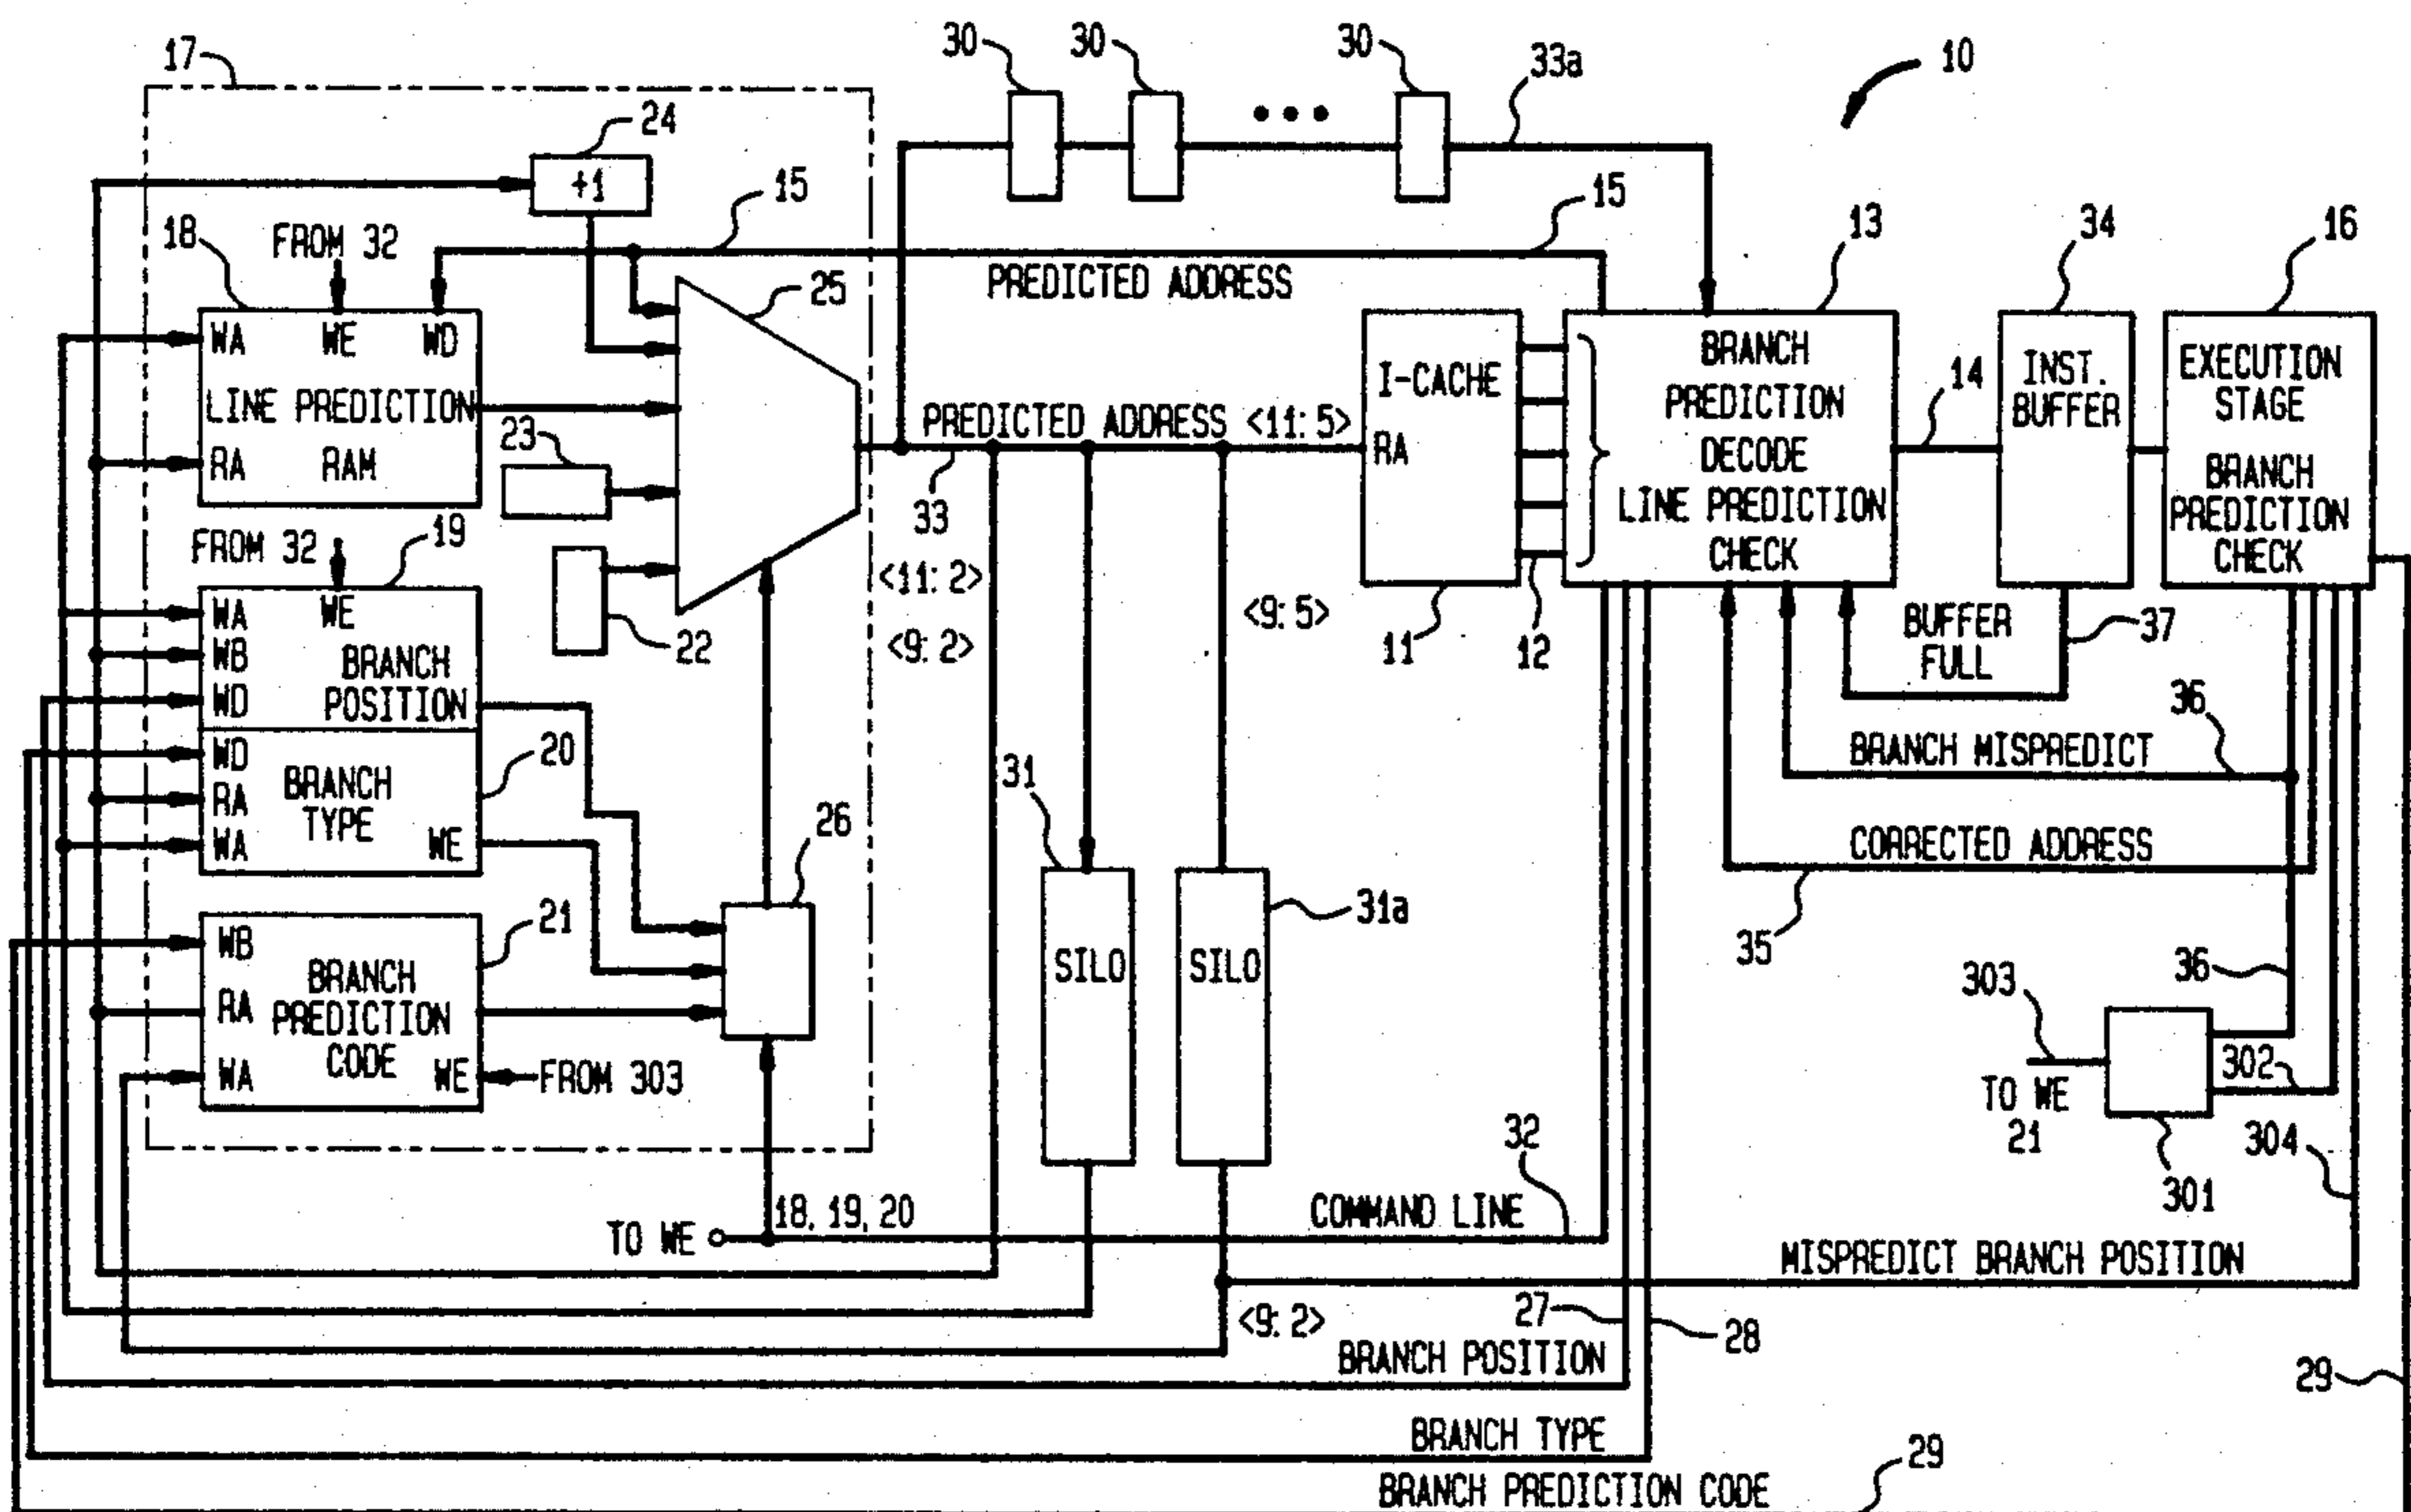 17
24
+1
30
30
30
33a
10
15
15
18
FROM 32
WA
WE
WD
LINE PREDICTION
RA
RAM
25
23
22
PREDICTED ADDRESS
PREDICTED ADDRESS <11:5>
33
<11:2>
<9:2>
<9:5>
13
34
16
I-CACHE
RA
11
12
BRANCH
PREDICTION
DECODE
LINE PREDICTION
CHECK
14
INST.
BUFFER
EXECUTION
STAGE
BRANCH
PREDICTION
CHECK
FROM 32
19
WA
WE
WB
BRANCH
POSITION
WD
WD
BRANCH
TYPE
RA
WA
WE
20
21
WB
BRANCH
PREDICTION
CODE
RA
WA
WE
FROM 303
26
31
SILO
31a
SILO
BUFFER
FULL
37
BRANCH MISPREDICT
36
CORRECTED ADDRESS
35
36
303
302
TO WE
21
301
304
TO WE
18, 19, 20
COMMAND LINE
32
MISPREDICT BRANCH POSITION
<9:2>
27
28
BRANCH POSITION
29
BRANCH TYPE
BRANCH PREDICTION CODE
29